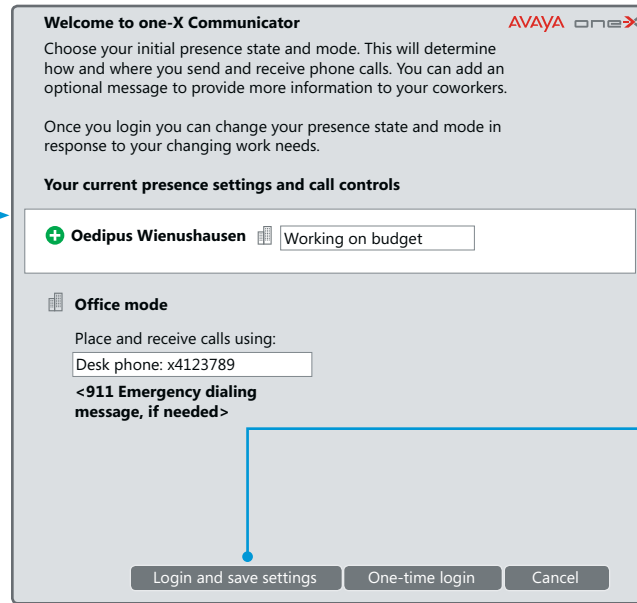 Welcome to one-X Communicator
AVAYA one-X
Choose your initial presence state and mode. This will determine
how and where you send and receive phone calls. You can add an
optional message to provide more information to your coworkers.
Once you login you can change your presence state and mode in
response to your changing work needs.
Your current presence settings and call controls
Oedipus Wienushausen Working on budget
Office mode
Place and receive calls using:
Desk phone: x4123789
<911 Emergency dialing
message, if needed>
Login and save settings One-time login Cancel